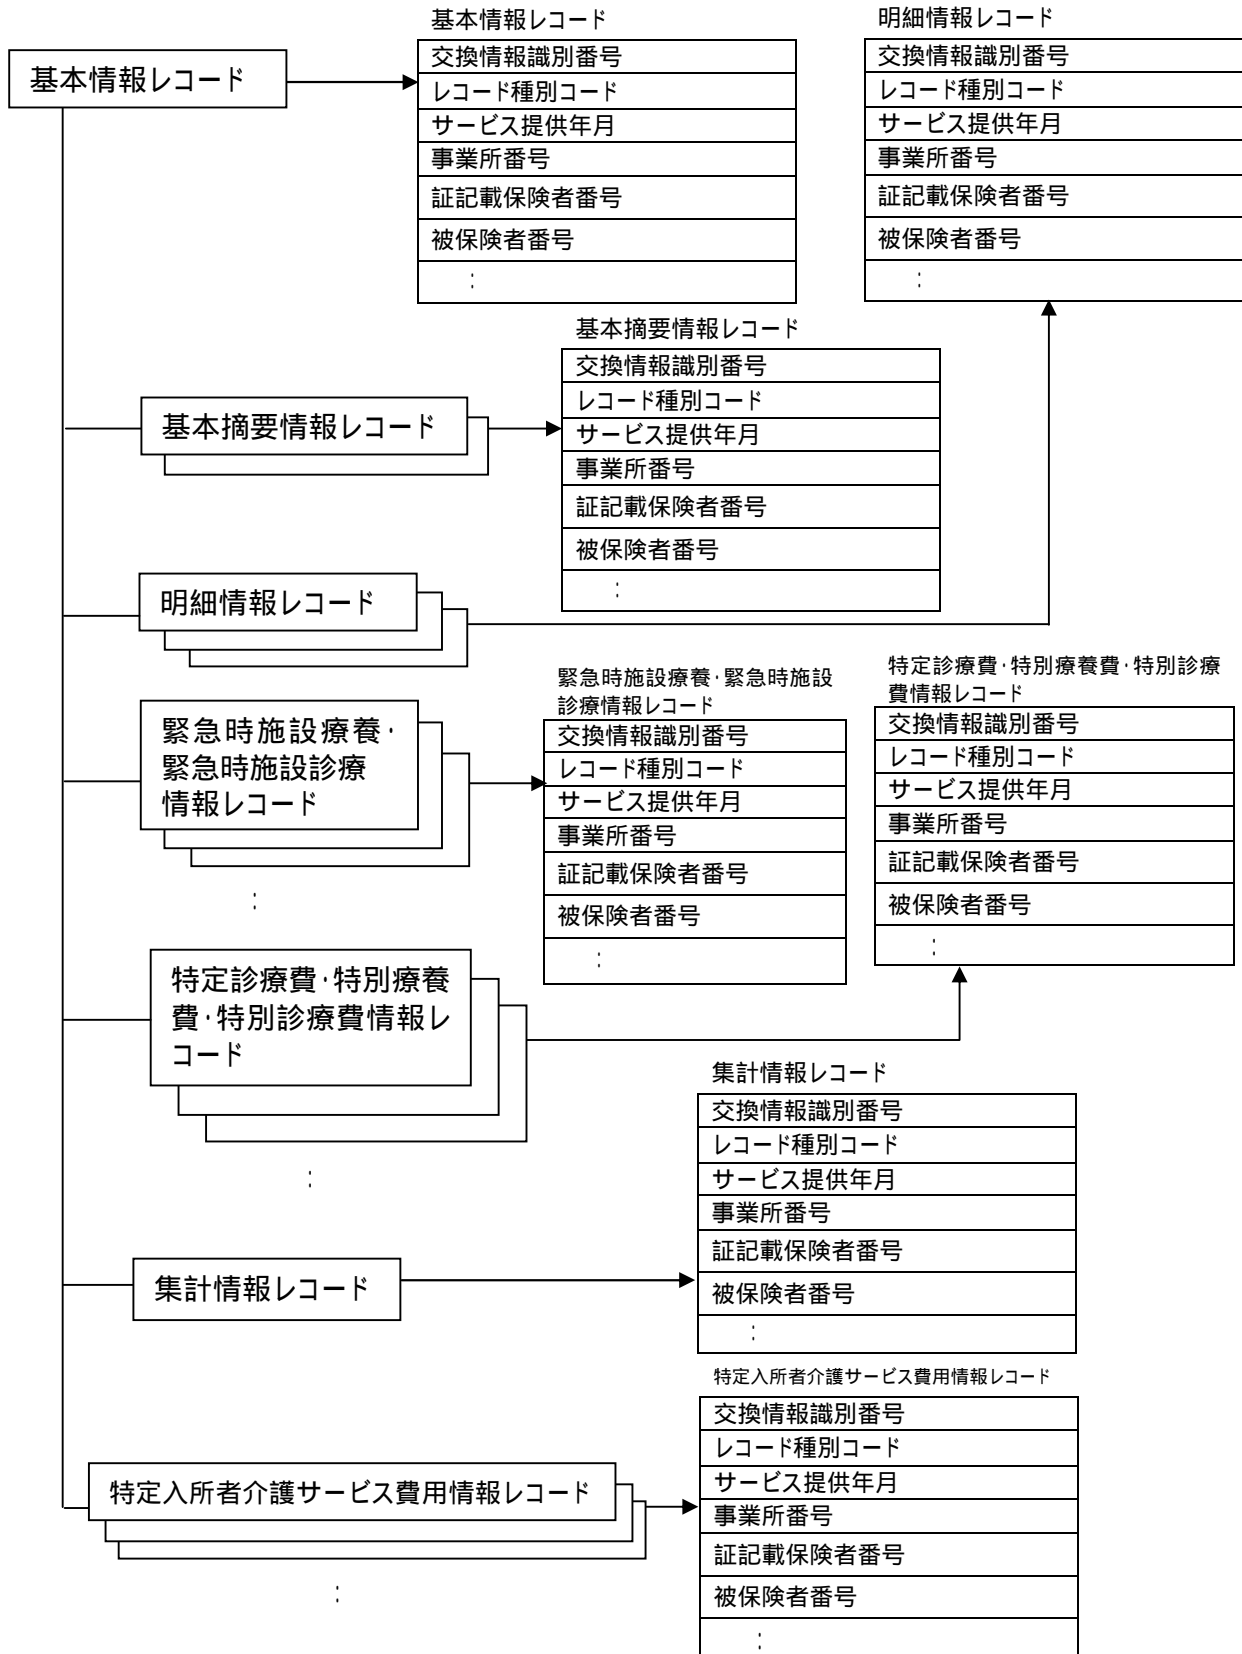 基本情報レコード
基本情報レコード
交換情報識別番号
レコード種別コード
サービス提供年月
事業所番号
証記載保険者番号
被保険者番号
:
明細情報レコード
交換情報識別番号
レコード種別コード
サービス提供年月
事業所番号
証記載保険者番号
被保険者番号
:
基本摘要情報レコード
基本摘要情報レコード
交換情報識別番号
レコード種別コード
サービス提供年月
事業所番号
証記載保険者番号
被保険者番号
:
明細情報レコード
緊急時施設療養・
緊急時施設診療
情報レコード
:
緊急時施設療養・緊急時施設
診療情報レコード
交換情報識別番号
レコード種別コード
サービス提供年月
事業所番号
証記載保険者番号
被保険者番号
:
特定診療費・特別療養費・特別診療
費情報レコード
交換情報識別番号
レコード種別コード
サービス提供年月
事業所番号
証記載保険者番号
被保険者番号
:
特定診療費・特別療養
費・特別診療費情報レ
コード
:
集計情報レコード
集計情報レコード
交換情報識別番号
レコード種別コード
サービス提供年月
事業所番号
証記載保険者番号
被保険者番号
:
特定入所者介護サービス費用情報レコード
:
特定入所者介護サービス費用情報レコード
交換情報識別番号
レコード種別コード
サービス提供年月
事業所番号
証記載保険者番号
被保険者番号
: